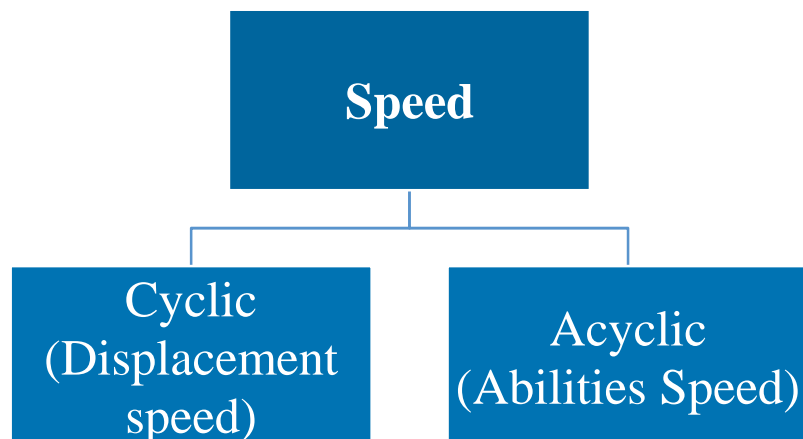 Speed
Cyclic
(Displacement
speed)
Acyclic
(Abilities Speed)